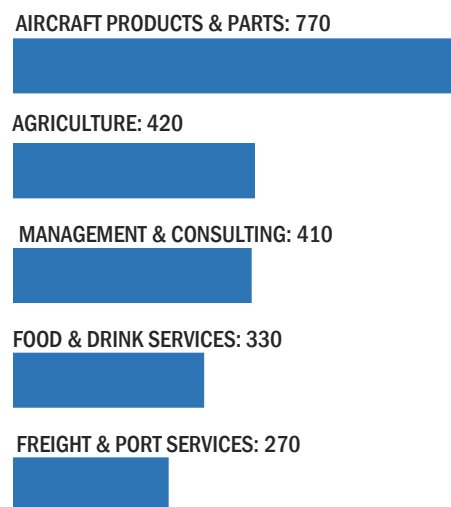 AIRCRAFT PRODUCTS & PARTS: 770
AGRICULTURE: 420
MANAGEMENT & CONSULTING: 410
FOOD & DRINK SERVICES: 330
FREIGHT & PORT SERVICES: 270